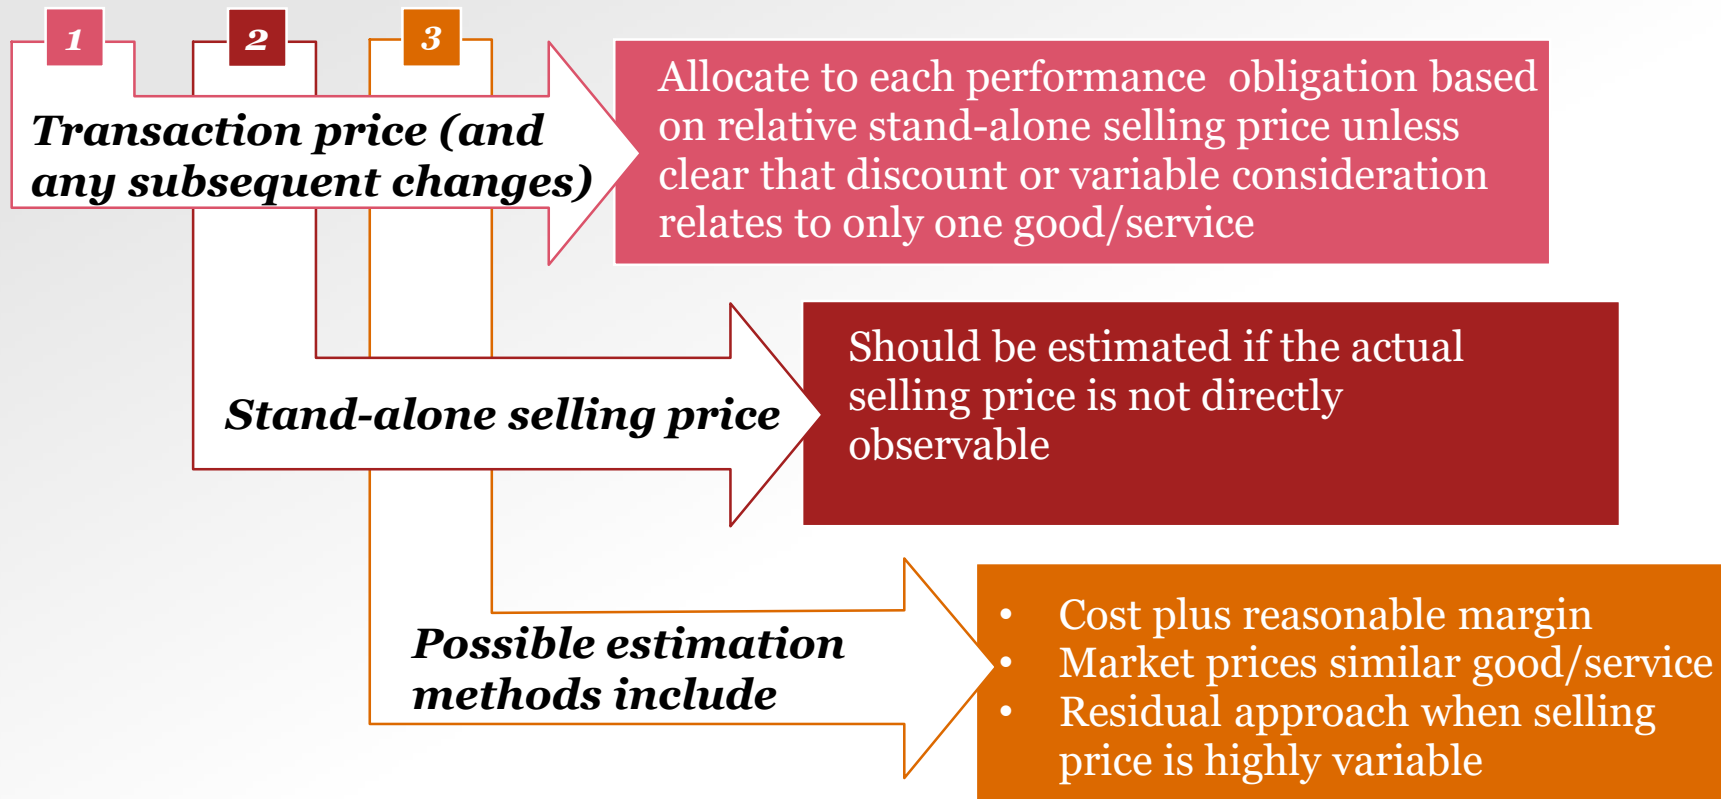 1
2
3
Transaction price (and
any subsequent changes)
Allocate to each performance obligation based
on relative stand-alone selling price unless
clear that discount or variable consideration
relates to only one good/service
Stand-alone selling price
Should be estimated if the actual
selling price is not directly
observable
Possible estimation
methods include
• Cost plus reasonable margin
• Market prices similar good/service
• Residual approach when selling
price is highly variable